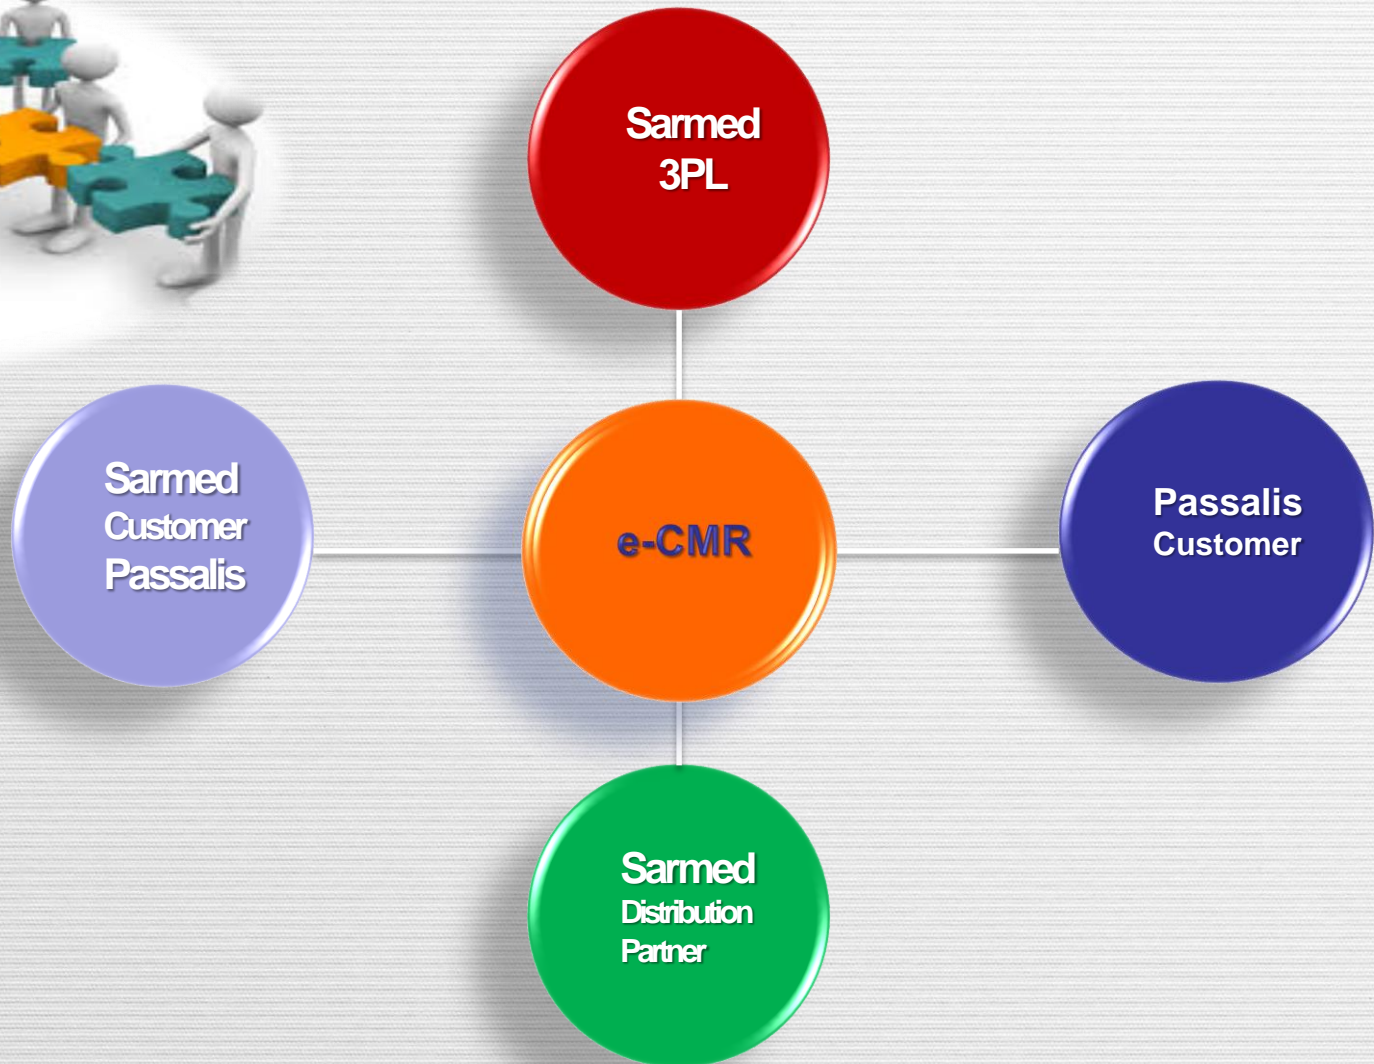 Sarmed
3PL
Sarmed
Customer
Passalis
e-CMR
Passalis
Customer
Sarmed
Distribution
Partner